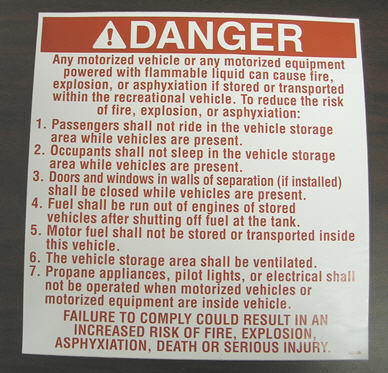 DANGER
Any motorized vehicle or any motorized equipment
powered with flammable liquid can cause fire,
explosion, or asphyxiation if stored or transported
within the recreational vehicle. To reduce the risk
of fire, explosion, or asphyxiation:
1. Passengers shall not ride in the vehicle storage
area while vehicles are present.
2. Occupants shall not sleep in the vehicle storage
area while vehicles are present.
3. Doors and windows in walls of separation (if installed)
shall be closed while vehicles are present.
4. Fuel shall be run out of engines of stored
vehicles after shutting off fuel at the tank.
5. Motor fuel shall not be stored or transported inside
this vehicle.
6. The vehicle storage area shall be ventilated.
7. Propane appliances, pilot lights, or electrical shall
not be operated when motorized vehicles or
motorized equipment are inside vehicle.
FAILURE TO COMPLY COULD RESULT IN AN
INCREASED RISK OF FIRE, EXPLOSION,
ASPHYXIATION, DEATH OR SERIOUS INJURY.